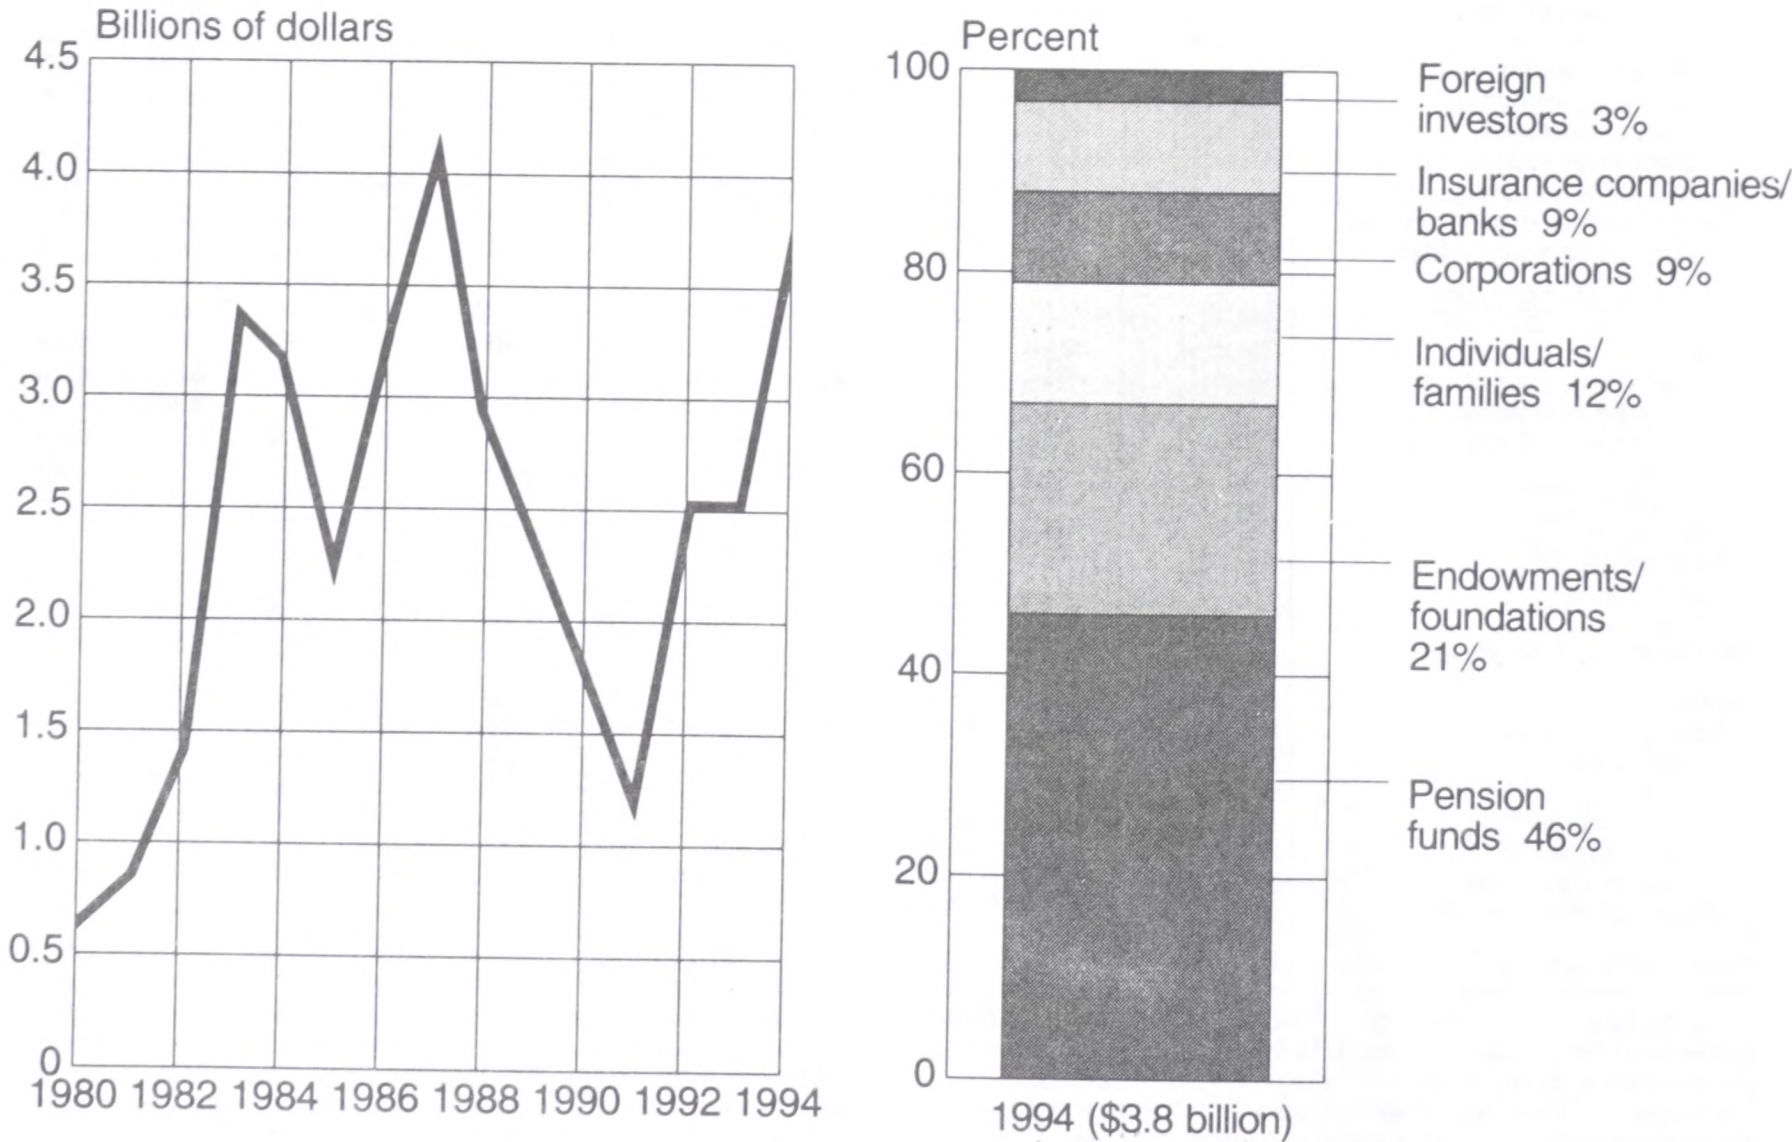 Billions of dollars
4.5
4.0
3.5
3.0
2.5
2.0
1.5
1.0
0.5
0
1980 1982 1984 1986 1988 1990 1992 1994
Percent
100
80
60
40
20
0
Foreign
investors 3%
Insurance companies/
banks 9%
Corporations 9%
Individuals/
families 12%
Endowments/
foundations
21%
Pension
funds 46%
1994 ($3.8 billion)